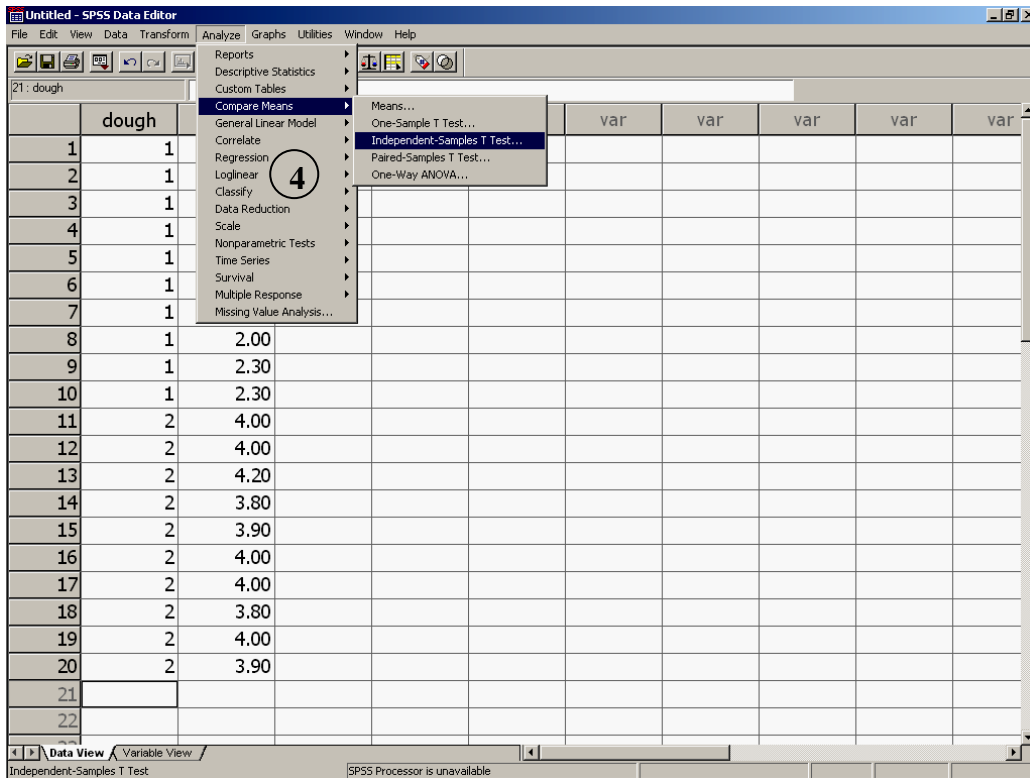 Untitled - SPSS Data Editor
File Edit View Data Transform Analyze Graphs Utilities Window Help
21 : dough
Reports
Descriptive Statistics
Custom Tables
Compare Means
General Linear Model
Correlate
Regression
Loglinear
Classify
Data Reduction
Scale
Nonparametric Tests
Time Series
Survival
Multiple Response
Missing Value Analysis...
Means...
One-Sample T Test...
Independent-Samples T Test...
Paired-Samples T Test...
One-Way ANOVA...
4
dough var var var var var
1 1
2 1
3 1
4 1
5 1
6 1
7 1
8 1 2.00
9 1 2.30
10 1 2.30
11 2 4.00
12 2 4.00
13 2 4.20
14 2 3.80
15 2 3.90
16 2 4.00
17 2 4.00
18 2 3.80
19 2 4.00
20 2 3.90
21
22
Data View Variable View
Independent-Samples T Test SPSS Processor is unavailable